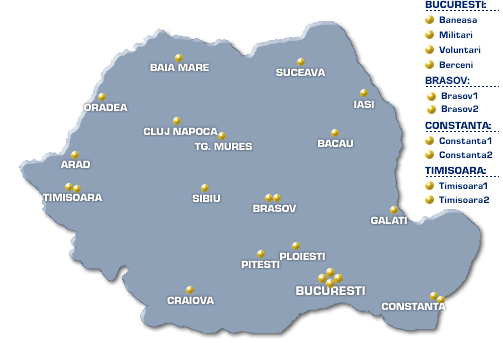 BUCURESTI:
Baneasa
Militari
Voluntari
Berceni
BRASOV:
Brasov1
Brasov2
CONSTANTA:
Constanta1
Constanta2
TIMISOARA:
Timisoara1
Timisoara2
BAIA MARE
SUCEAVA
ORADEA
IASI
CLUJ NAPOCA
TG. MURES
BACAU
ARAD
TIMISOARA
SIBIU
BRASOV
GALATI
PITESTI
PLOIESTI
BUCURESTI
CRAIOVA
CONSTANTA